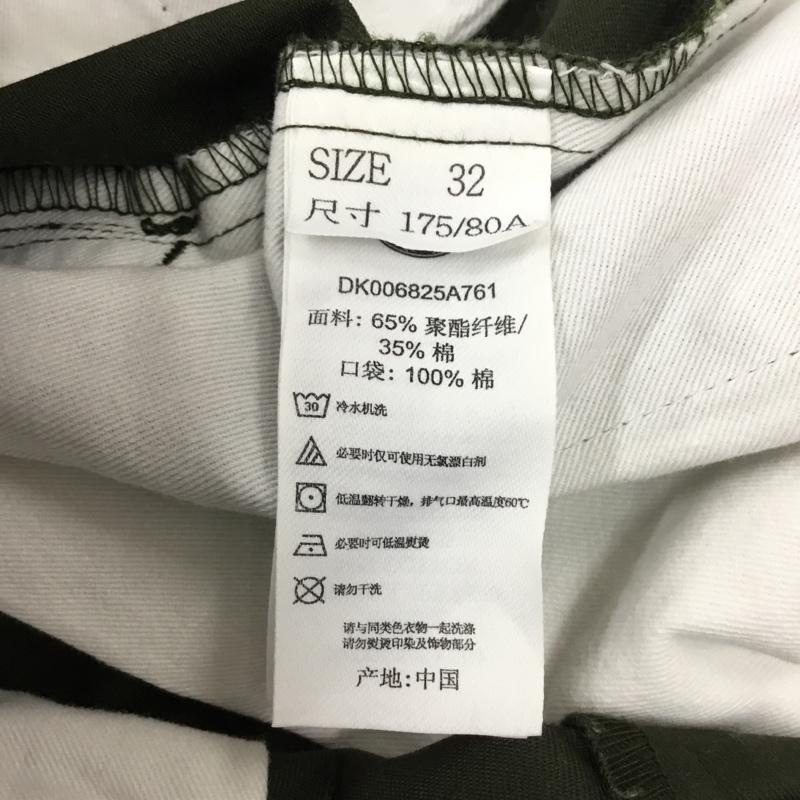 SIZE 32
尺寸 175/80A
DK006825A761
面料: 65% 聚酯纤维/
35% 棉
口袋: 100% 棉
30 冷水机洗
必要时仅可使用无氯漂白剂
低温翻转干燥，排气口最高温度60℃
必要时可低温熨烫
请勿干洗
请与同类色衣物一起洗涤
请勿熨烫印染及饰物部分
产地:中国